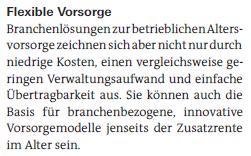 Flexible Vorsorge
Branchenlösungen zur betrieblichen Alters-
vorsorge zeichnen sich aber nicht nur durch
niedrige Kosten, einen vergleichsweise ge-
ringen Verwaltungsaufwand und einfache
Übertragbarkeit aus. Sie können auch die
Basis für branchenbezogene, innovative
Vorsorgemodelle jenseits der Zusatzrente
im Alter sein.